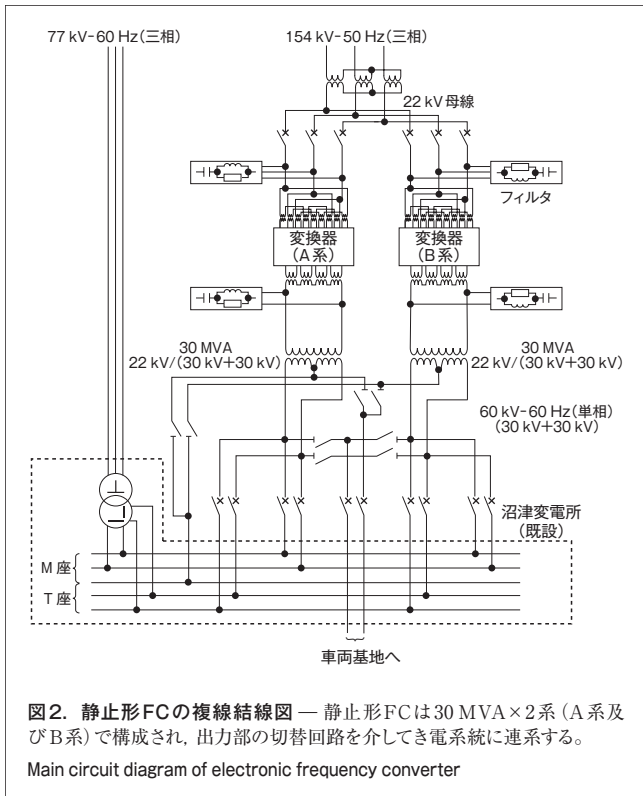 77 kV-60 Hz(三相)
154 kV-50 Hz(三相)
22 kV母線
フィルタ
変換器
(A系)
変換器
(B系)
30 MVA
22 kV/(30 kV+30 kV)
30 MVA
22 kV/(30 kV+30 kV)
60 kV-60 Hz(単相)
(30 kV+30 kV)
沼津変電所
(既設)
M座
T座
車両基地へ
図2. 静止形FCの複線結線図 — 静止形FCは30 MVA×2系(A系及
びB系)で構成され,出力部の切替回路を介してき電系統に連系する。
Main circuit diagram of electronic frequency converter